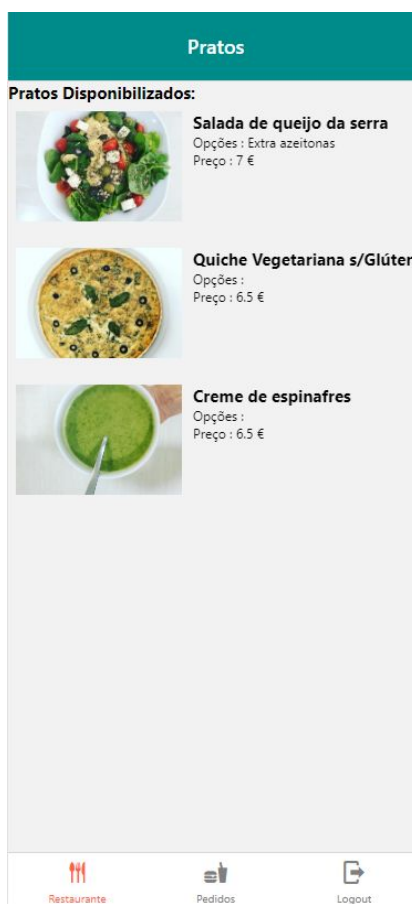 Pratos
Pratos Disponibilizados:
Salada de queijo da serra
Opções : Extra azeitonas
Preço : 7 €
Quiche Vegetariana s/Glúten
Opções :
Preço : 6.5 €
Creme de espinafres
Opções :
Preço : 6.5 €
Restaurante
Pedidos
Logout